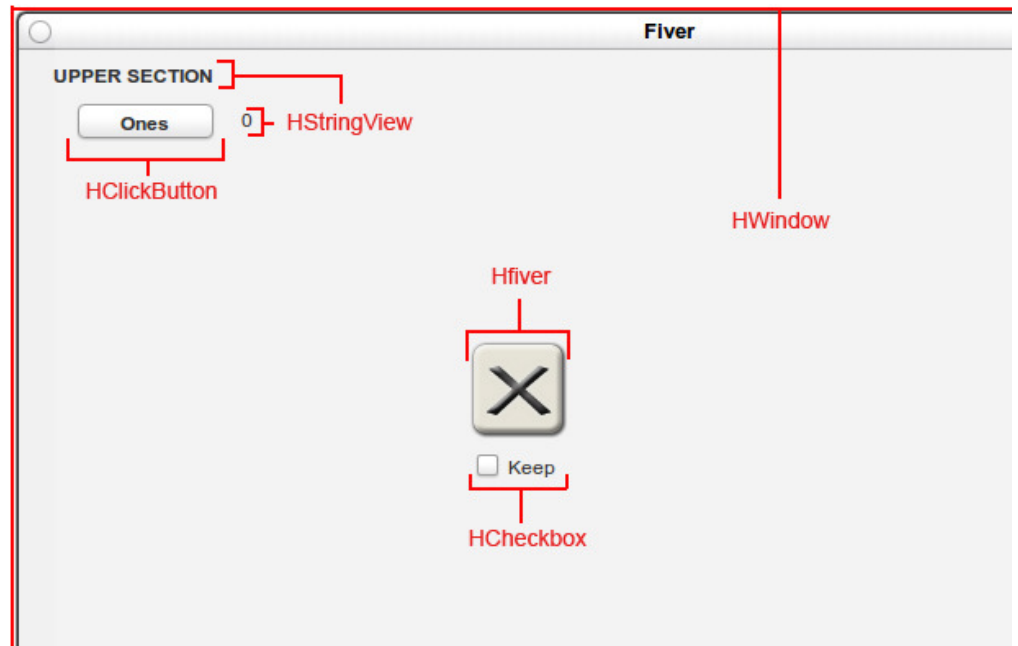 Fiver
UPPER SECTION
Ones
0
HStringView
HClickButton
HWindow
Hfiver
X
Keep
HCheckbox